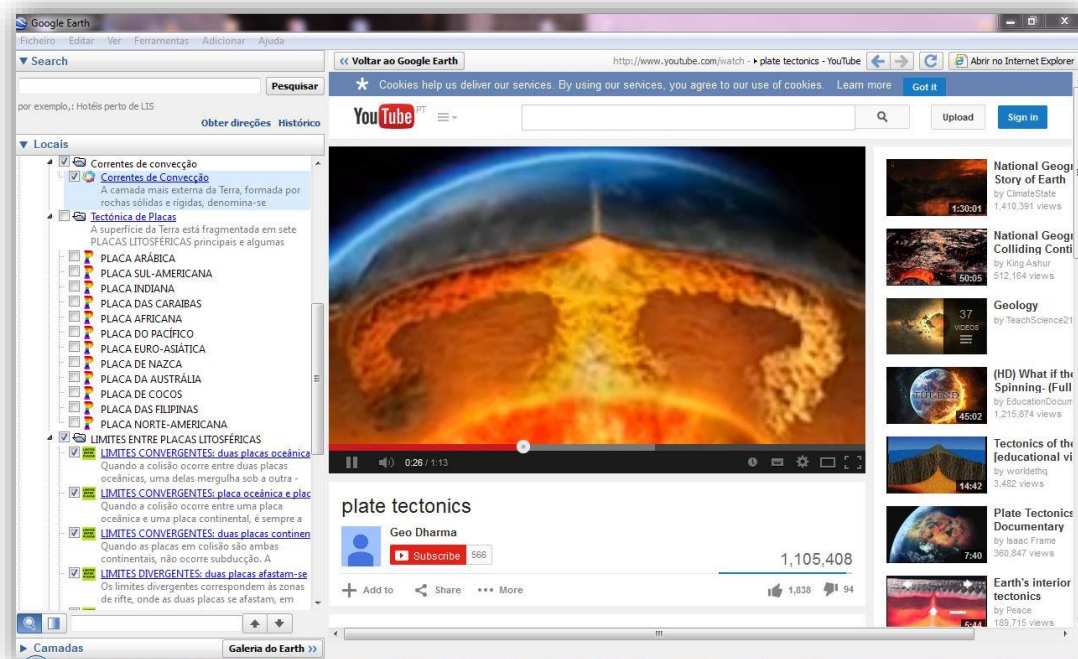 Google Earth
Ficheiro Editar Ver Ferramentas Adicionar Ajuda
▼ Search
Pesquisar
por exemplo,: Hotéis perto de LIS
Obter direções Histórico
▼ Locais
Correntes de convecção
Correntes de Convecção
A camada mais externa da Terra, formada por
rochas sólidas e rígidas, denomina-se
Tectónica de Placas
A superfície da Terra está fragmentada em sete
PLACAS LITOSFÉRICAS principais e algumas
PLACA ARÁBICA
PLACA SUL-AMERICANA
PLACA INDIANA
PLACA DAS CARAIBAS
PLACA AFRICANA
PLACA DO PACÍFICO
PLACA EURO-ASIÁTICA
PLACA DE NAZCA
PLACA DA AUSTRÁLIA
PLACA DE COCOS
PLACA DAS FILIPINAS
PLACA NORTE-AMERICANA
LIMITES ENTRE PLACAS LITOSFÉRICAS
LIMITES CONVERGENTES: duas placas oceânica
Quando a colisão ocorre entre duas placas
oceânicas, uma delas mergulha sob a outra -
LIMITES CONVERGENTES: placa oceânica e plac
Quando a colisão ocorre entre uma placa
oceânica e uma placa continental, é sempre a
LIMITES CONVERGENTES: duas placas continen
Quando as placas em colisão são ambas
continentais, não ocorre subducção. A
LIMITES DIVERGENTES: duas placas afastam-se
Os limites divergentes correspondem às zonas
de rifte, onde as duas placas se afastam, em
▶ Camadas
Galeria do Earth »
« Voltar ao Google Earth
http://www.youtube.com/watch - ▸ plate tectonics - YouTube
Abrir no Internet Explorer
Cookies help us deliver our services. By using our services, you agree to our use of cookies. Learn more Got it
YouTube PT
Upload
Sign in
0:26 / 1:13
plate tectonics
Geo Dharma
Subscribe 566
1,105,408
Add to Share More
1,838 94
1:30:01
National Geogr
Story of Earth
by ClimateState
1,410,391 views
50:05
National Geogr
Colliding Conti
by King Ashur
512,164 views
37
VIDEOS
Geology
by TeachScience21
THE END
45:02
(HD) What if the
Spinning- (Full
by EducationDocum
1,215,874 views
14:42
Tectonics of the
[educational vi
by worldethq
3,482 views
7:40
Plate Tectonics
Documentary
by Isaac Frame
360,847 views
5:44
Earth's interior
tectonics
by Peace
189,715 views